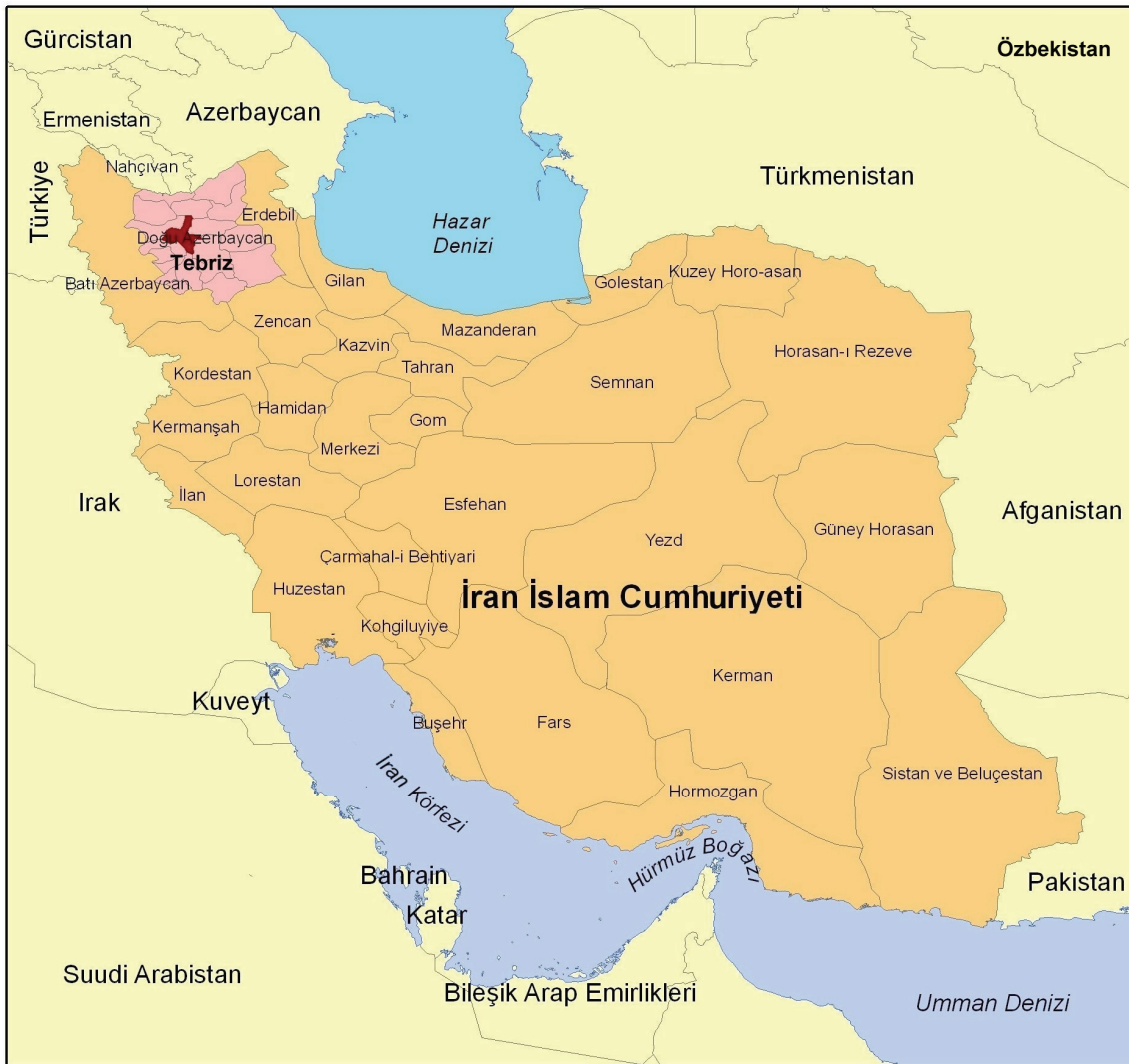 Gürcistan
Özbekistan
Azerbaycan
Ermenistan
Nahçıvan
Türkiye
Türkmenistan
Erdebil
Hazar
Denizi
Doğu Azerbaycan
Tebriz
Batı Azerbaycan
Gilan
Golestan
Kuzey Horo-asan
Zencan
Mazanderan
Kazvin
Horasan-ı Rezeve
Tahran
Semnan
Kordestan
Hamidan
Gom
Kermanşah
Merkezi
Lorestan
İlan
Irak
Esfehan
Afganistan
Güney Horasan
Yezd
Çarmahal-i Behtiyari
Huzestan
İran İslam Cumhuriyeti
Kohgiluyiye
Kerman
Kuveyt
Buşehr
Fars
Sistan ve Beluçestan
İran Körfezi
Hormozgan
Hürmüz Boğazı
Bahrain
Pakistan
Katar
Suudi Arabistan
Bileşik Arap Emirlikleri
Umman Denizi